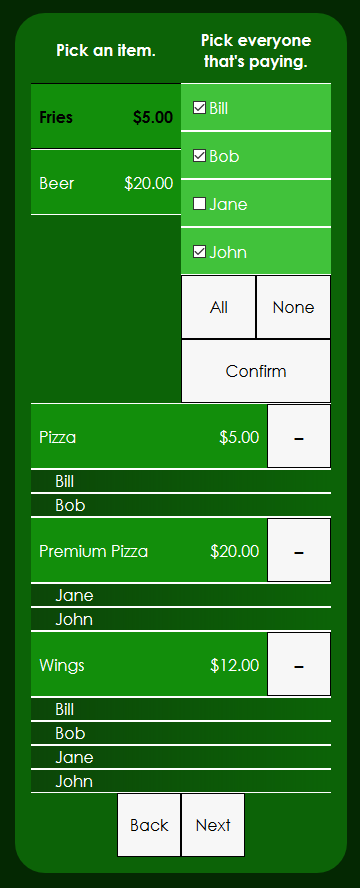 Pick an item.
Pick everyone
that's paying.
Fries $5.00
Beer $20.00
Bill
Bob
Jane
John
All None
Confirm
Pizza $5.00 –
Bill
Bob
Premium Pizza $20.00 –
Jane
John
Wings $12.00 –
Bill
Bob
Jane
John
Back Next